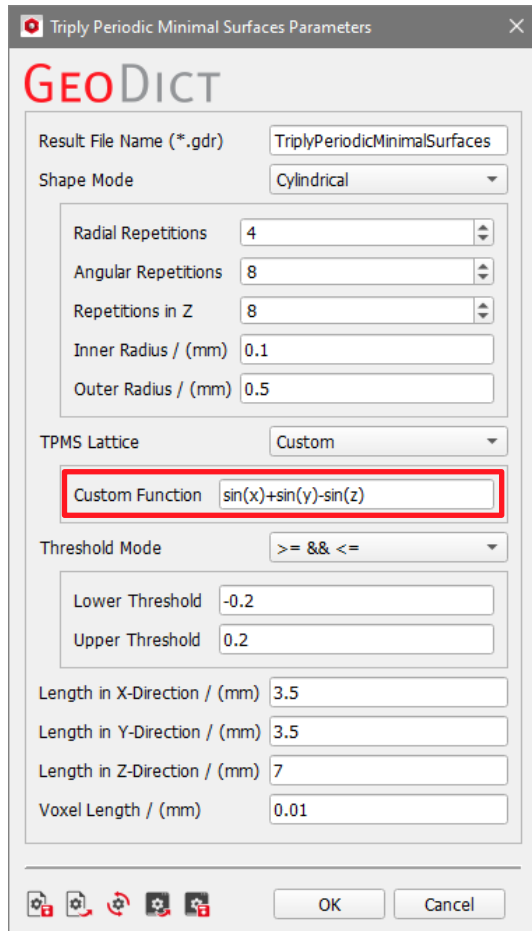 Triply Periodic Minimal Surfaces Parameters
GEODICT
Result File Name (*.gdr) TriplyPeriodicMinimalSurfaces
Shape Mode Cylindrical
Radial Repetitions 4
Angular Repetitions 8
Repetitions in Z 8
Inner Radius / (mm) 0.1
Outer Radius / (mm) 0.5
TPMS Lattice Custom
Custom Function sin(x)+sin(y)-sin(z)
Threshold Mode >= && <=
Lower Threshold -0.2
Upper Threshold 0.2
Length in X-Direction / (mm) 3.5
Length in Y-Direction / (mm) 3.5
Length in Z-Direction / (mm) 7
Voxel Length / (mm) 0.01
OK Cancel